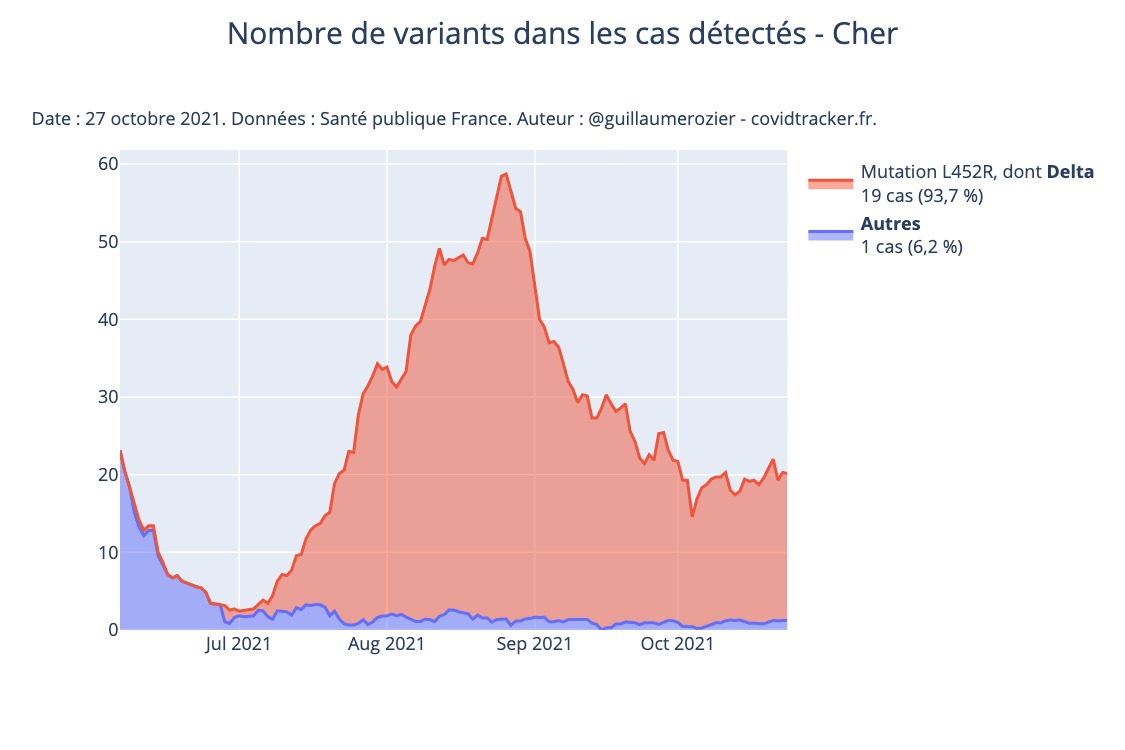 Nombre de variants dans les cas détectés - Cher
Date : 27 octobre 2021. Données : Santé publique France. Auteur : @guillaumerozier - covidtracker.fr.
60
50
40
30
20
10
0
Jul 2021
Aug 2021
Sep 2021
Oct 2021
Mutation L452R, dont Delta
19 cas (93,7 %)
Autres
1 cas (6,2 %)